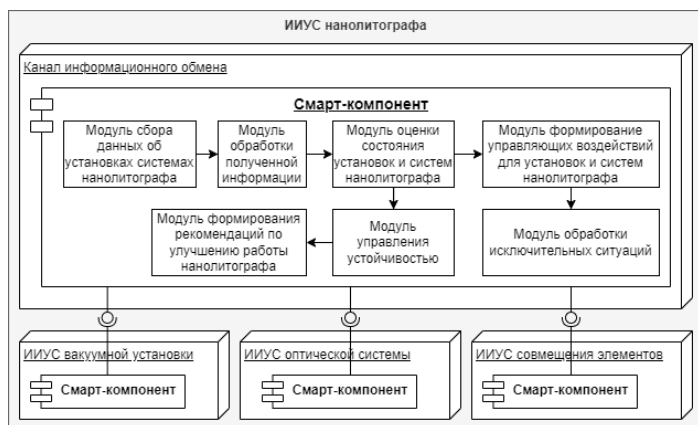 ИИУС нанолитографа
Канал информационного обмена
Смарт-компонент
Модуль сбора
данных об
установках системах
нанолитографа
Модуль
обработки
полученной
информации
Модуль оценки
состояния
установок и систем
нанолитографа
Модуль формирование
управляющих воздействий
для установок и систем
нанолитографа
Модуль формирования
рекомендаций по
улучшению работы
нанолитографа
Модуль
управления
устойчивостью
Модуль обработки
исключительных ситуаций
ИИУС вакуумной установки
Смарт-компонент
ИИУС оптической системы
Смарт-компонент
ИИУС совмещения элементов
Смарт-компонент